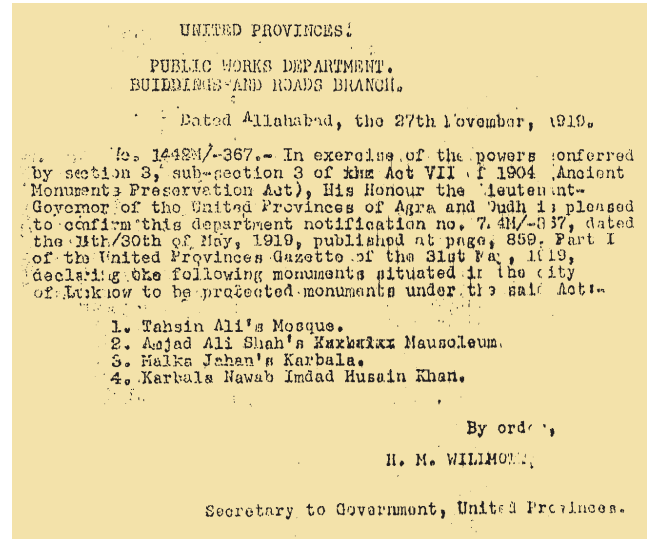 UNITED PROVINCES.
PUBLIC WORKS DEPARTMENT.
BUILDINGS AND ROADS BRANCH.
Dated Allahabad, the 27th November, 1919.
No. 1442M/-367.- In exercise of the powers conferred
by section 3, sub-section 3 of the Act VII of 1904 (Ancient
Monuments Preservation Act), His Honour the Lieutenant-
Governor of the United Provinces of Agra and Oudh is pleased
to confirm this department notification no. dated
the /30th of May, 1919, published at page, 859. Part I
of the United Provinces Gazette of the 31st May, 1919,
declaring the following monuments situated in the city
of Lucknow to be protected monuments under the said Act:-
1. Tahsin Ali's Mosque.
2. Amjad Ali Shah's Mausoleum.
3. Malka Jahan's Karbala.
4. Karbala Nawab Imdad Husain Khan.
By order,
H. M. WILLMOTT,
Secretary to Government, United Provinces.